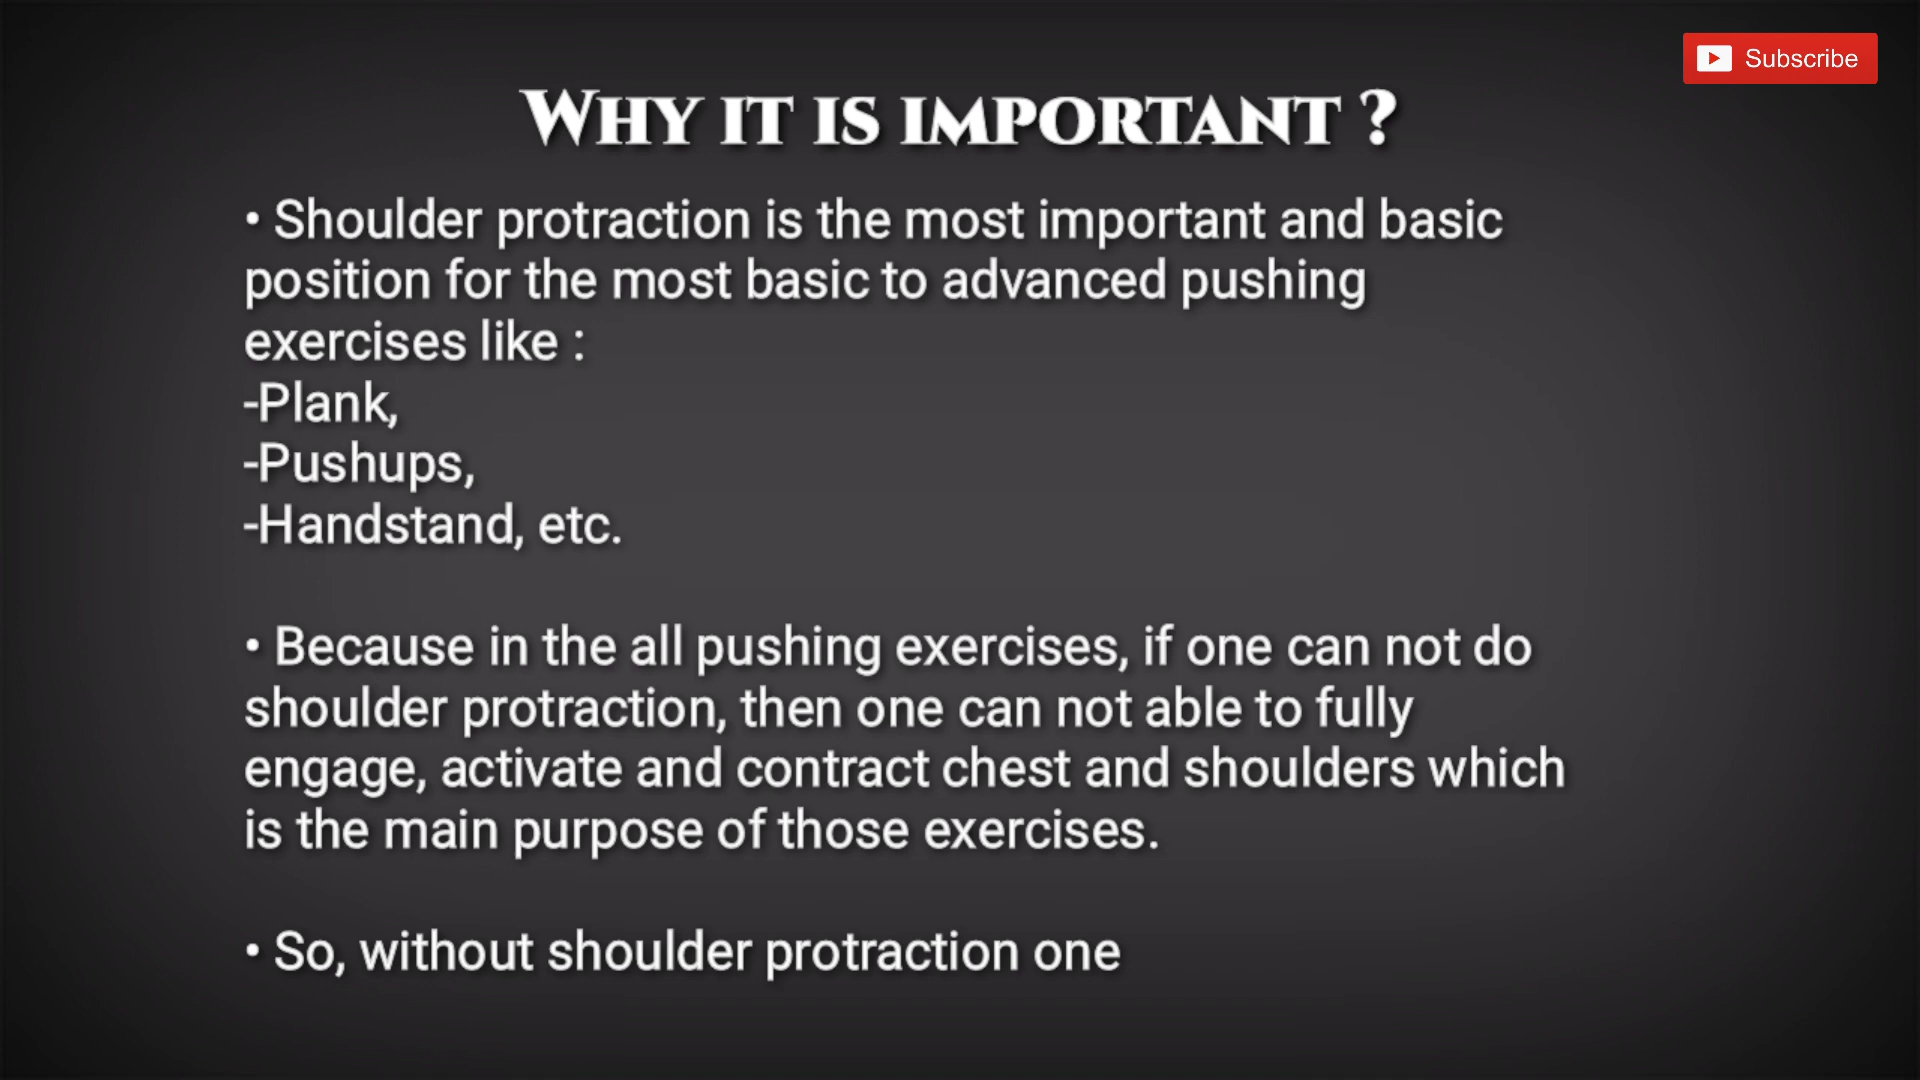 Subscribe
Why it is important ?
• Shoulder protraction is the most important and basic
position for the most basic to advanced pushing
exercises like :
-Plank,
-Pushups,
-Handstand, etc.
• Because in the all pushing exercises, if one can not do
shoulder protraction, then one can not able to fully
engage, activate and contract chest and shoulders which
is the main purpose of those exercises.
• So, without shoulder protraction one